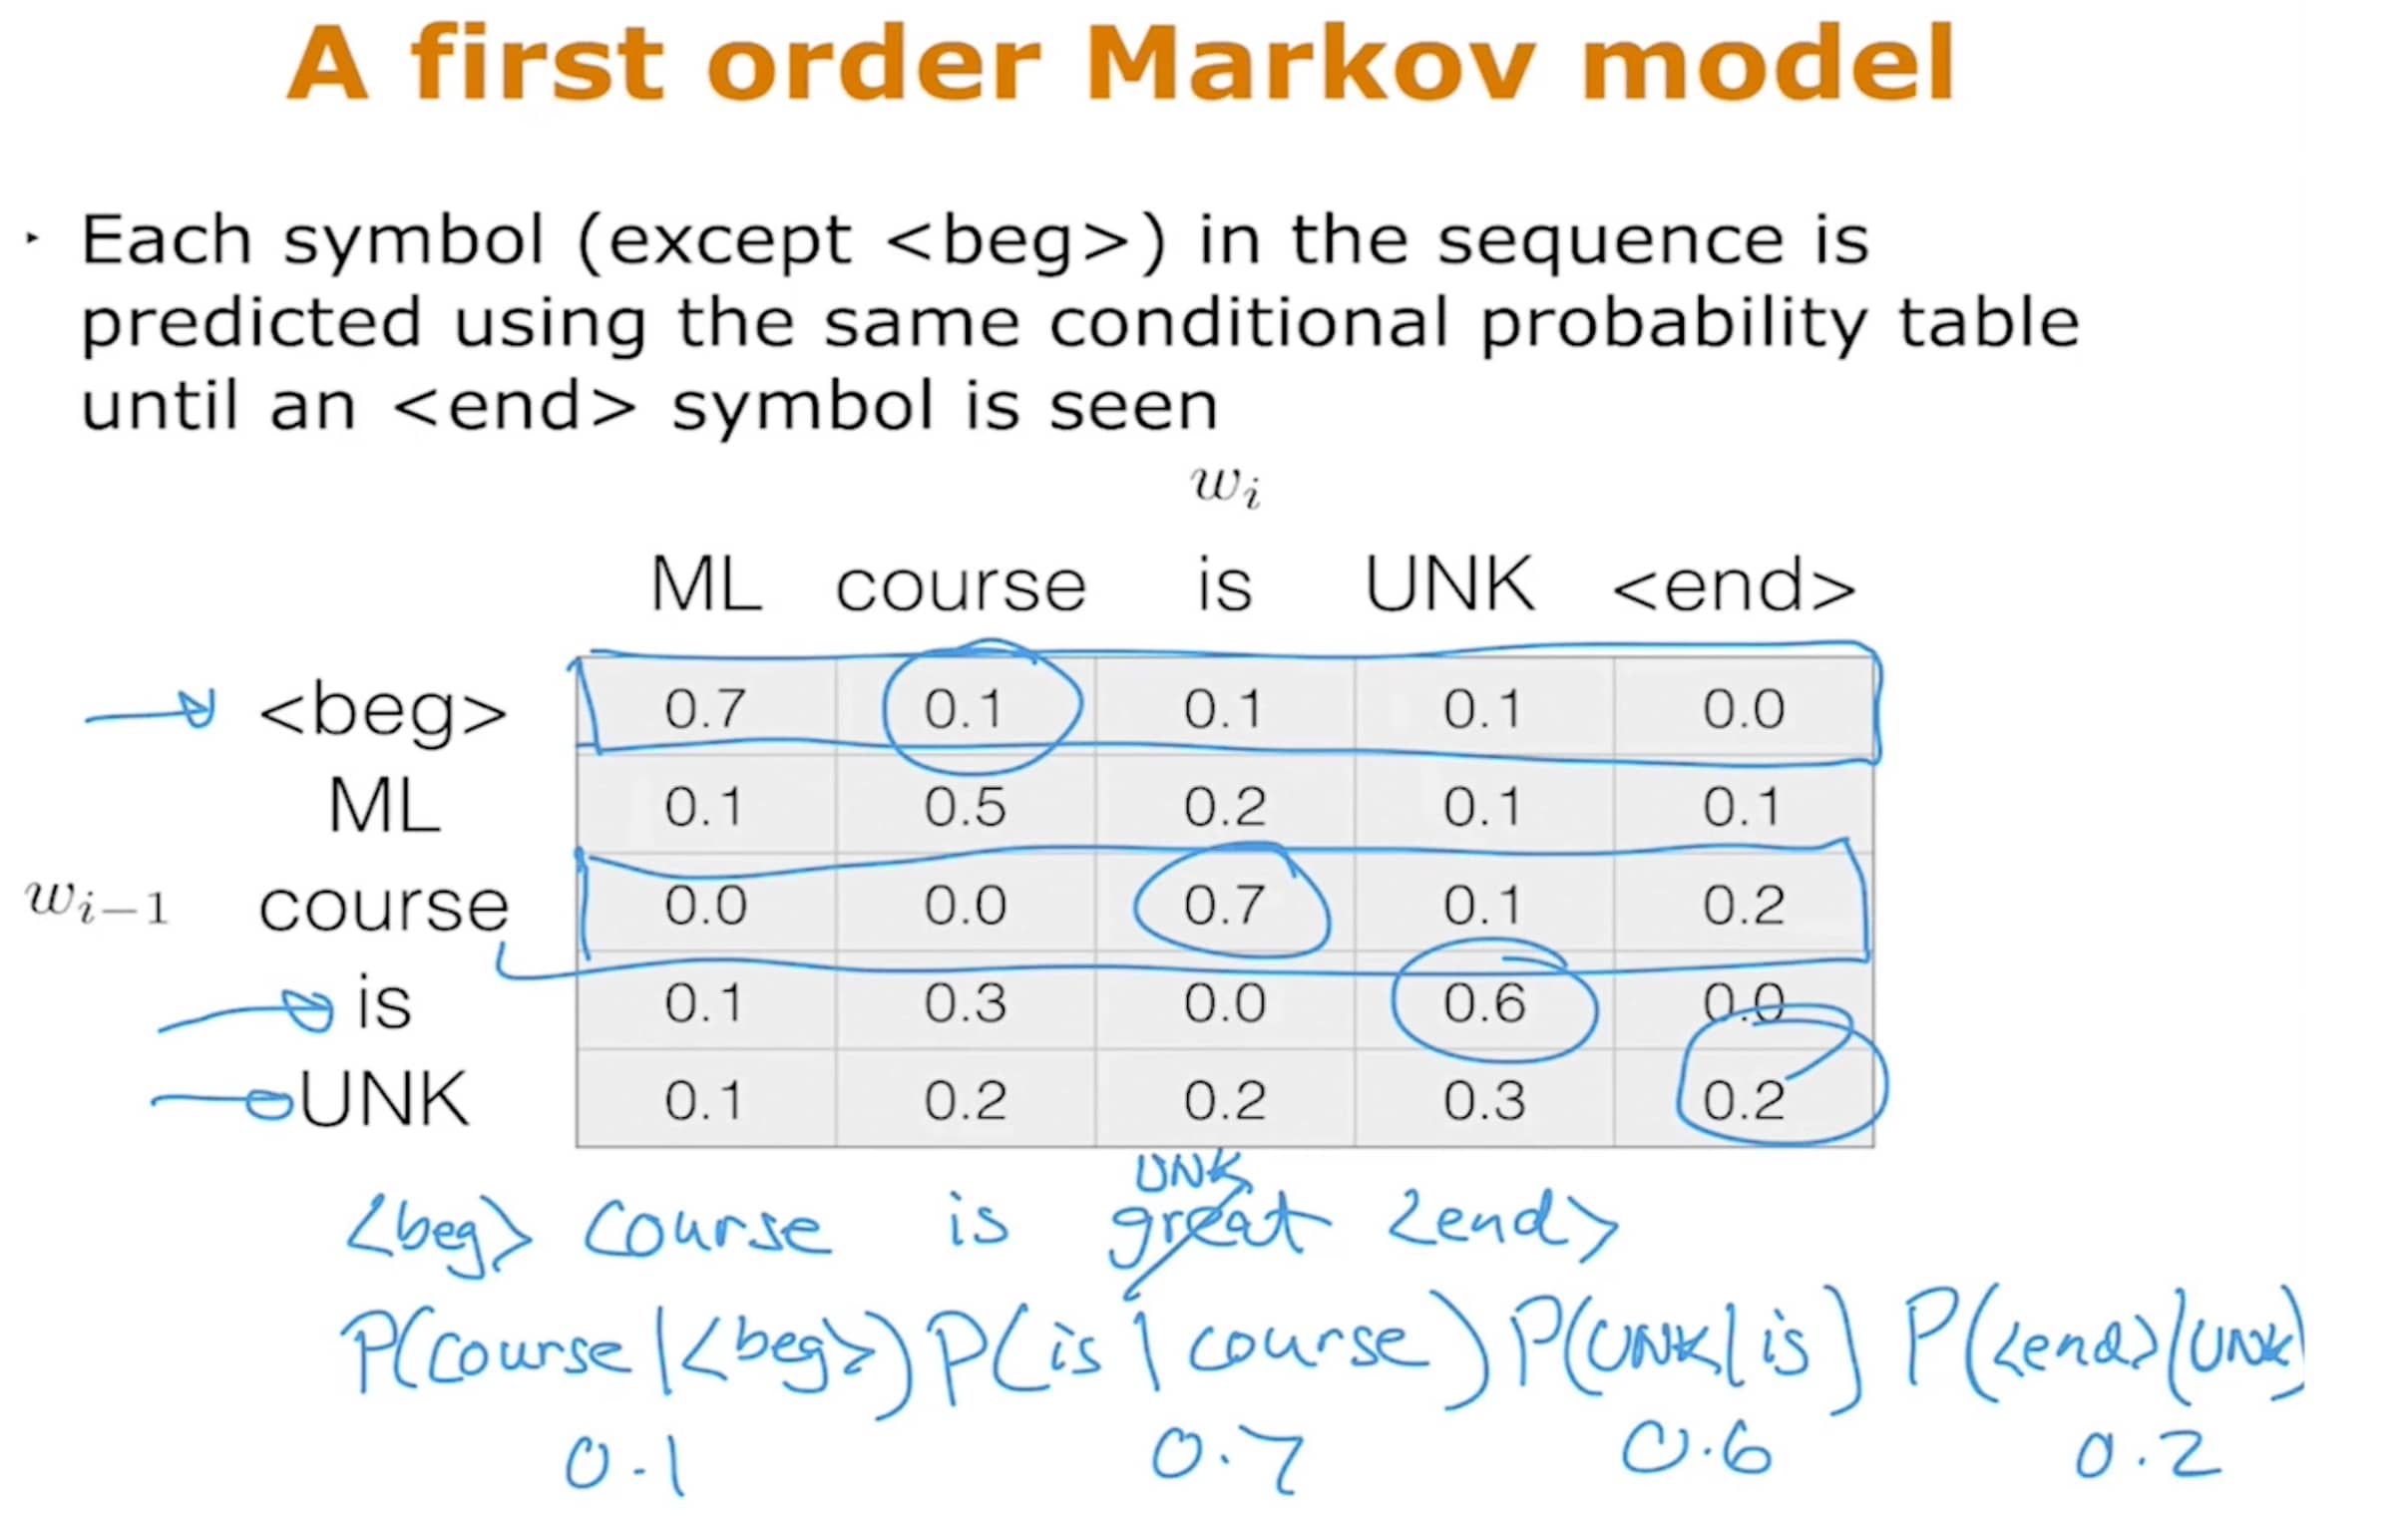 A first order Markov model
‣ Each symbol (except <beg>) in the sequence is
predicted using the same conditional probability table
until an <end> symbol is seen
wᵢ
ML course is UNK <end>
<beg> 0.7 0.1 0.1 0.1 0.0
ML 0.1 0.5 0.2 0.1 0.1
wᵢ₋₁ course 0.0 0.0 0.7 0.1 0.2
is 0.1 0.3 0.0 0.6 0.0
UNK 0.1 0.2 0.2 0.3 0.2
UNK
<beg> course is great <end>
P(course|<beg>) P(is|course) P(UNK|is) P(<end>|UNK)
0.1 0.7 0.6 0.2